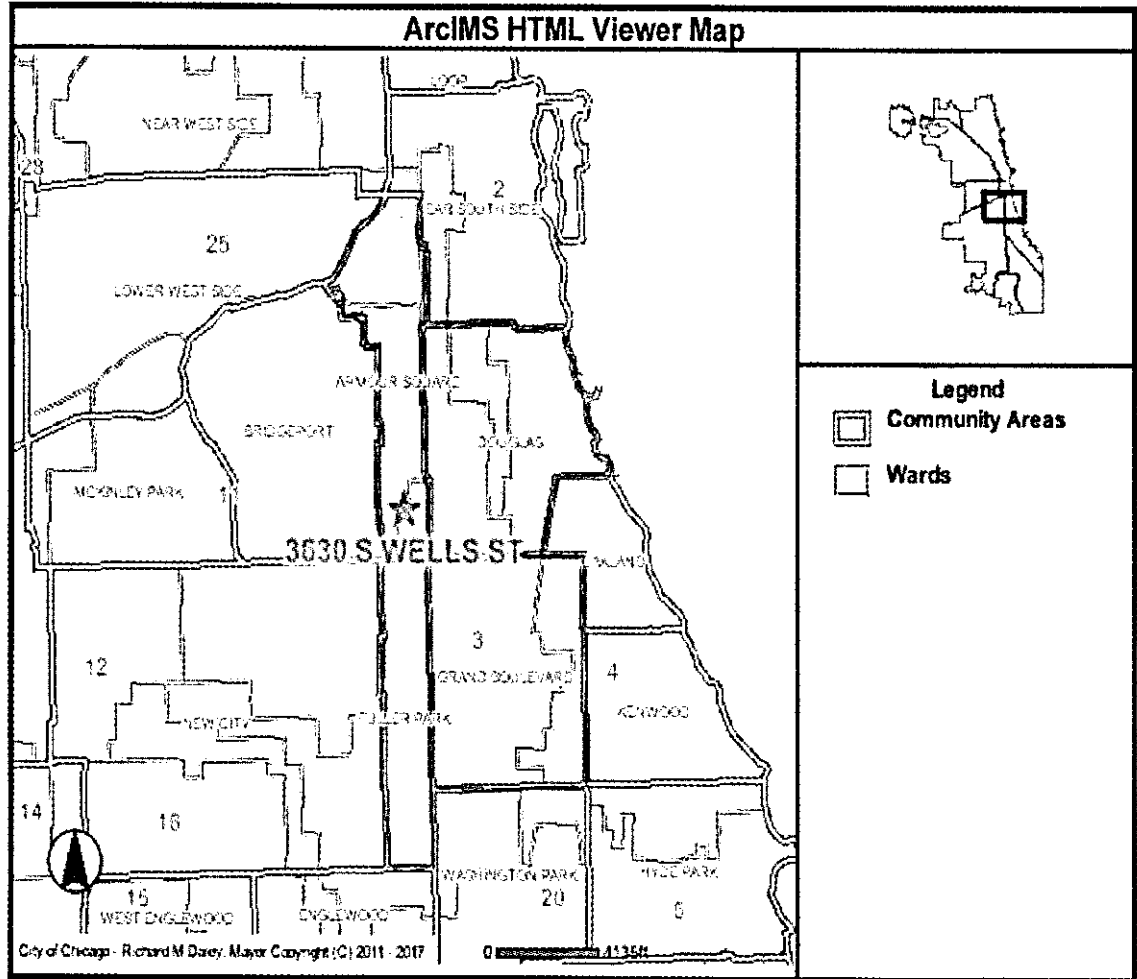 ArcIMS HTML Viewer Map
LOOP
NEAR WEST SIDE
28
2
NEAR SOUTH SIDE
25
LOWER WEST SIDE
ARMOUR SQUARE
BRIDGEPORT
DOUGLAS
MCKINLEY PARK
3630 S WELLS ST
OAKLAND
3
12
GRAND BOULEVARD
4
KENWOOD
NEW CITY
FULLER PARK
14
16
WASHINGTON PARK
HYDE PARK
20
15
WEST ENGLEWOOD
ENGLEWOOD
City of Chicago - Richard M Daley, Mayor Copyright (C) 2011 - 2017
0
4135ft
Legend
Community Areas
Wards